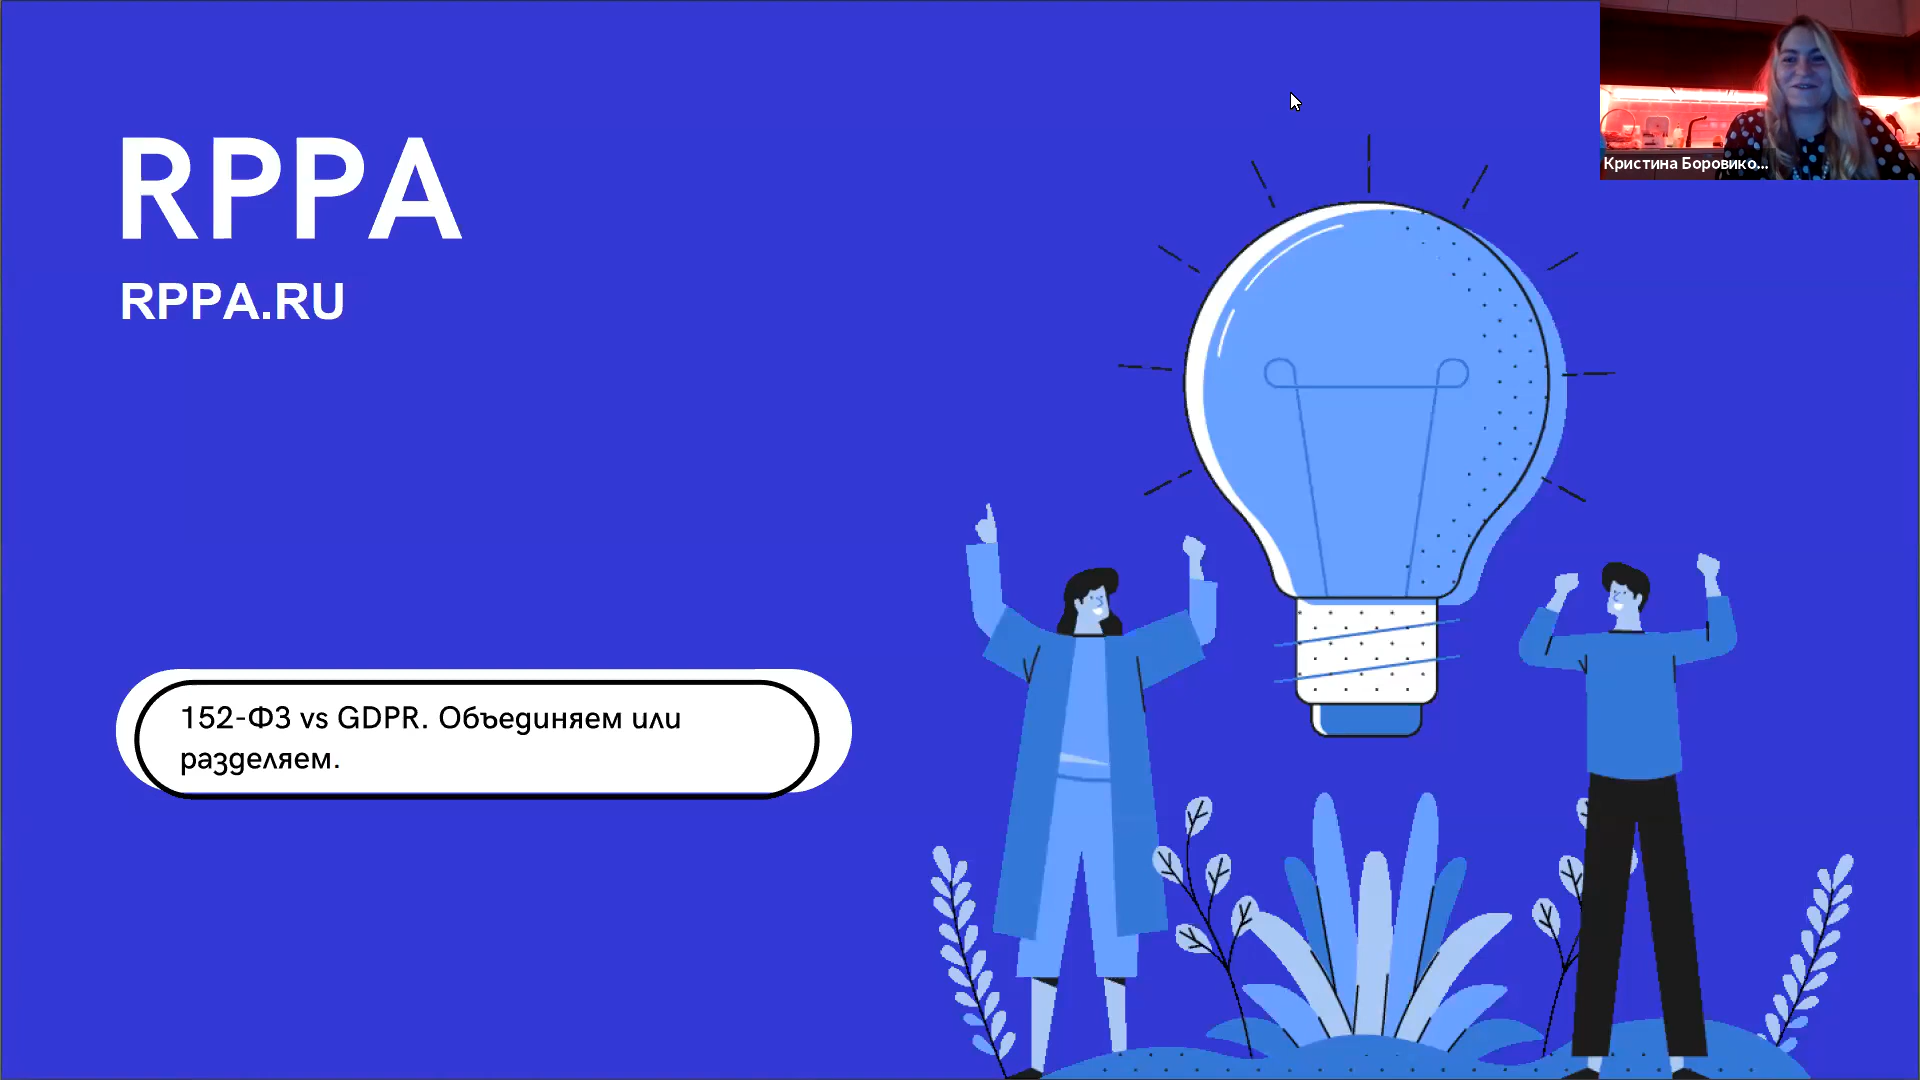 RPPA
RPPA.RU
Кристина Боровико...
152-ФЗ vs GDPR. Объединяем или
разделяем.